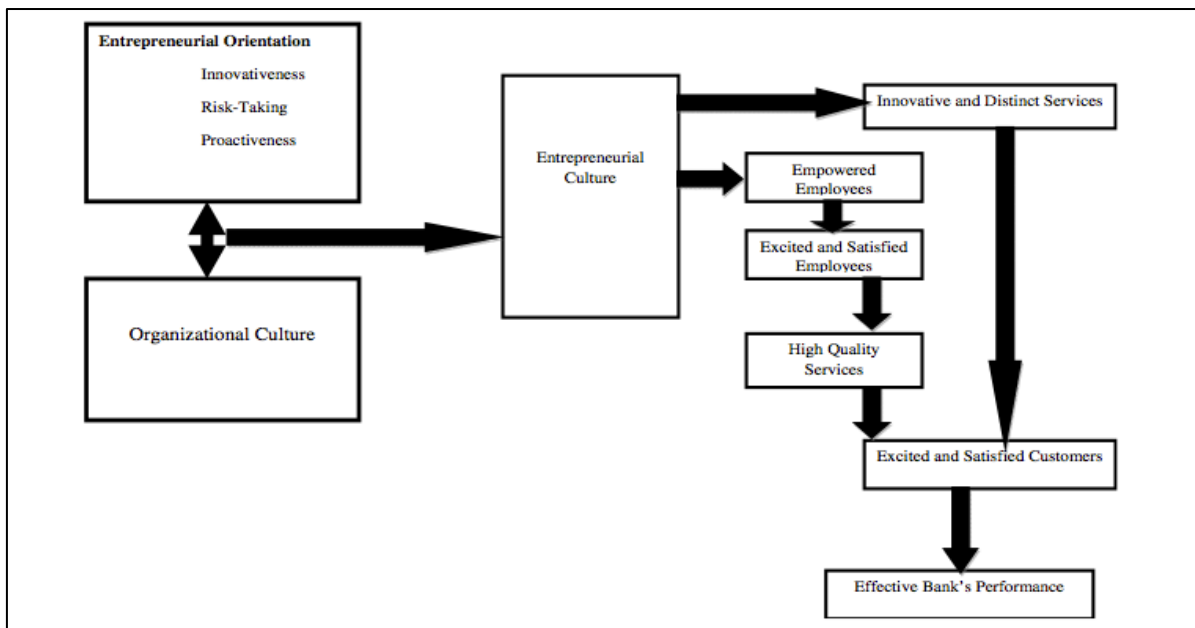 Entrepreneurial Orientation
Innovativeness
Risk-Taking
Proactiveness
Organizational Culture
Entrepreneurial
Culture
Innovative and Distinct Services
Empowered
Employees
Excited and Satisfied
Employees
High Quality
Services
Excited and Satisfied Customers
Effective Bank's Performance